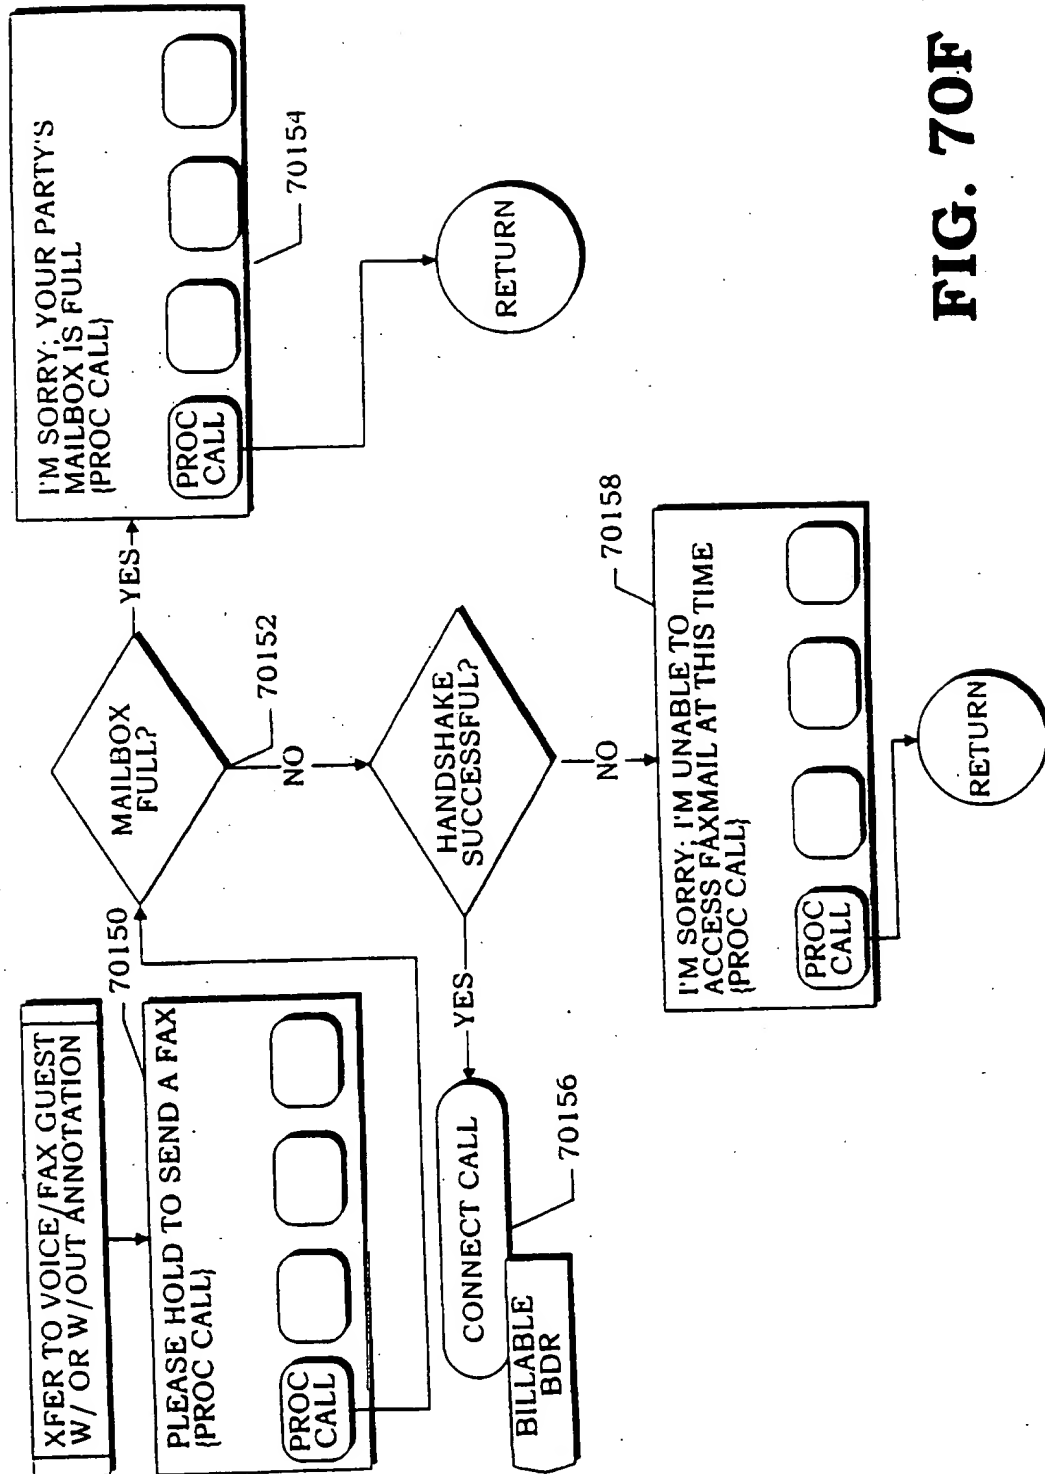 XFER TO VOICE/FAX GUEST
W/ OR W/OUT ANNOTATION
70150
PLEASE HOLD TO SEND A FAX
{PROC CALL}
PROC
CALL
MAILBOX
FULL?
70152
YES
I'M SORRY; YOUR PARTY'S
MAILBOX IS FULL
{PROC CALL}
PROC
CALL
70154
RETURN
NO
HANDSHAKE
SUCCESSFUL?
YES
CONNECT CALL
70156
BILLABLE
BDR
NO
70158
I'M SORRY; I'M UNABLE TO
ACCESS FAXMAIL AT THIS TIME
{PROC CALL}
PROC
CALL
RETURN
FIG. 70F